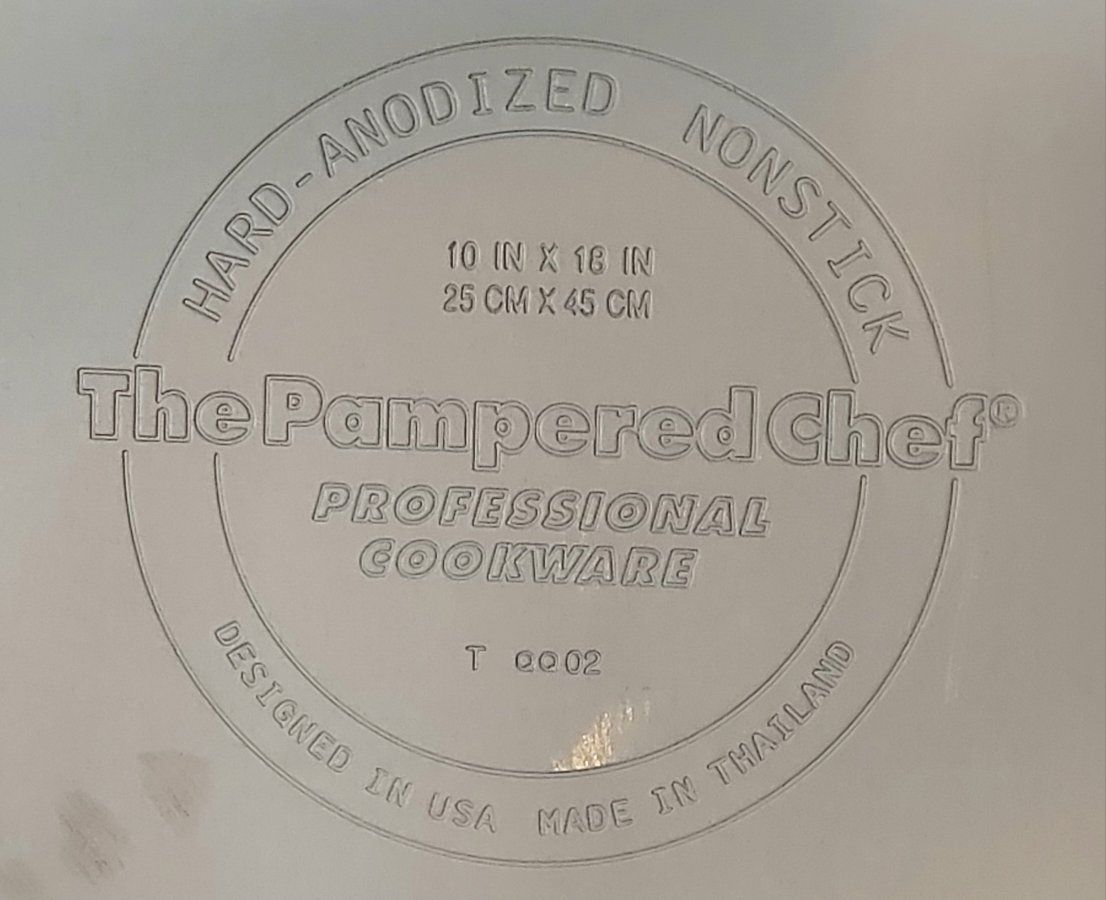 HARD-ANODIZED NONSTICK
10 IN X 18 IN
25 CM X 45 CM
The Pampered Chef®
PROFESSIONAL
COOKWARE
T QQ02
DESIGNED IN USA MADE IN THAILAND